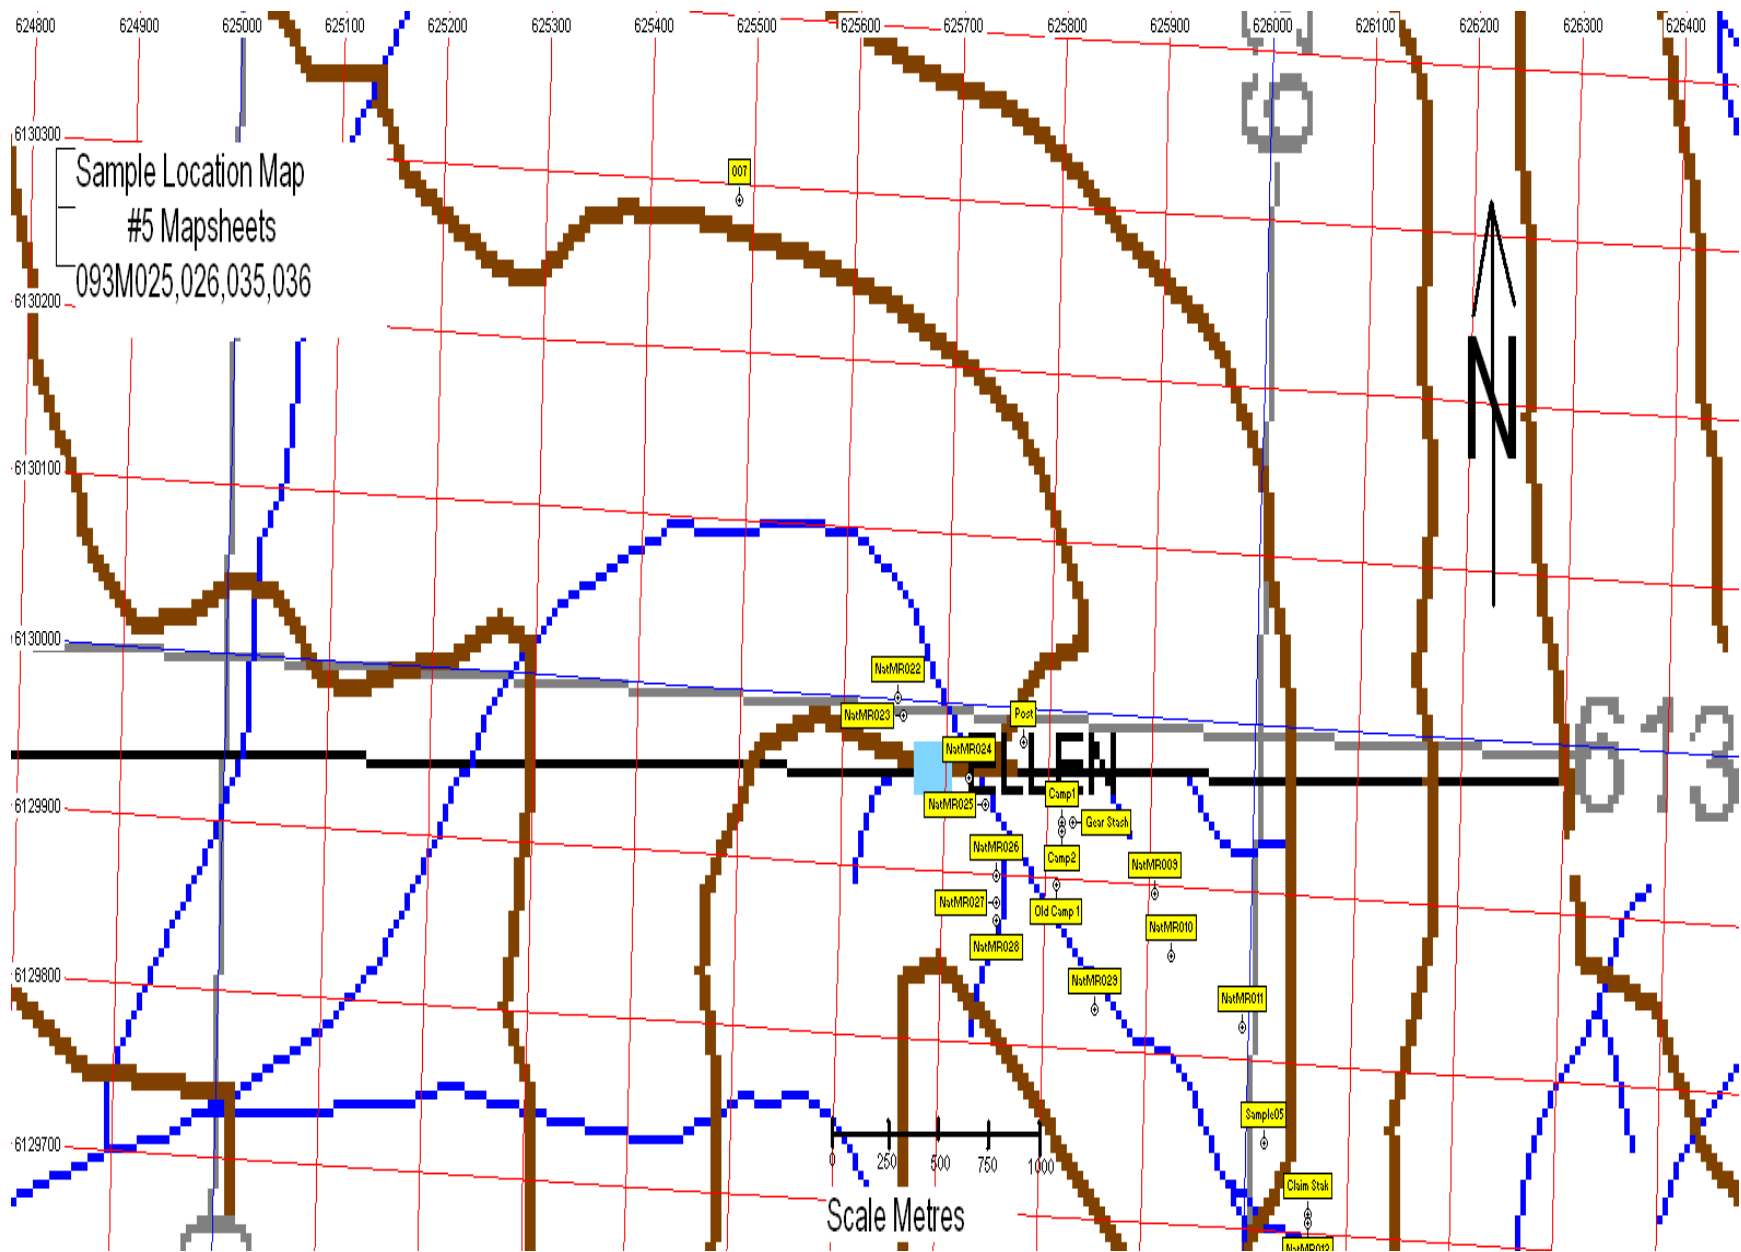 624800 624900 625000 625100 625200 625300 625400 625500 625600 625700 625800 625900 626000 626100 626200 626300 626400
6130300
Sample Location Map
#5 Mapsheets
093M025,026,035,036
007
6130200
N
6130100
6130000
NatMR022
NatMR023
Post
NatMR024
ELLEN
613
Camp1
NatMR025
6129900
Gear Stash
NatMR026
Camp2
NatMR009
NatMR027
Old Camp 1
NatMR010
NatMR028
6129800
NatMR029
NatMR011
Sample05
6129700
0 250 500 750 1000
Claim Stak
Scale Metres